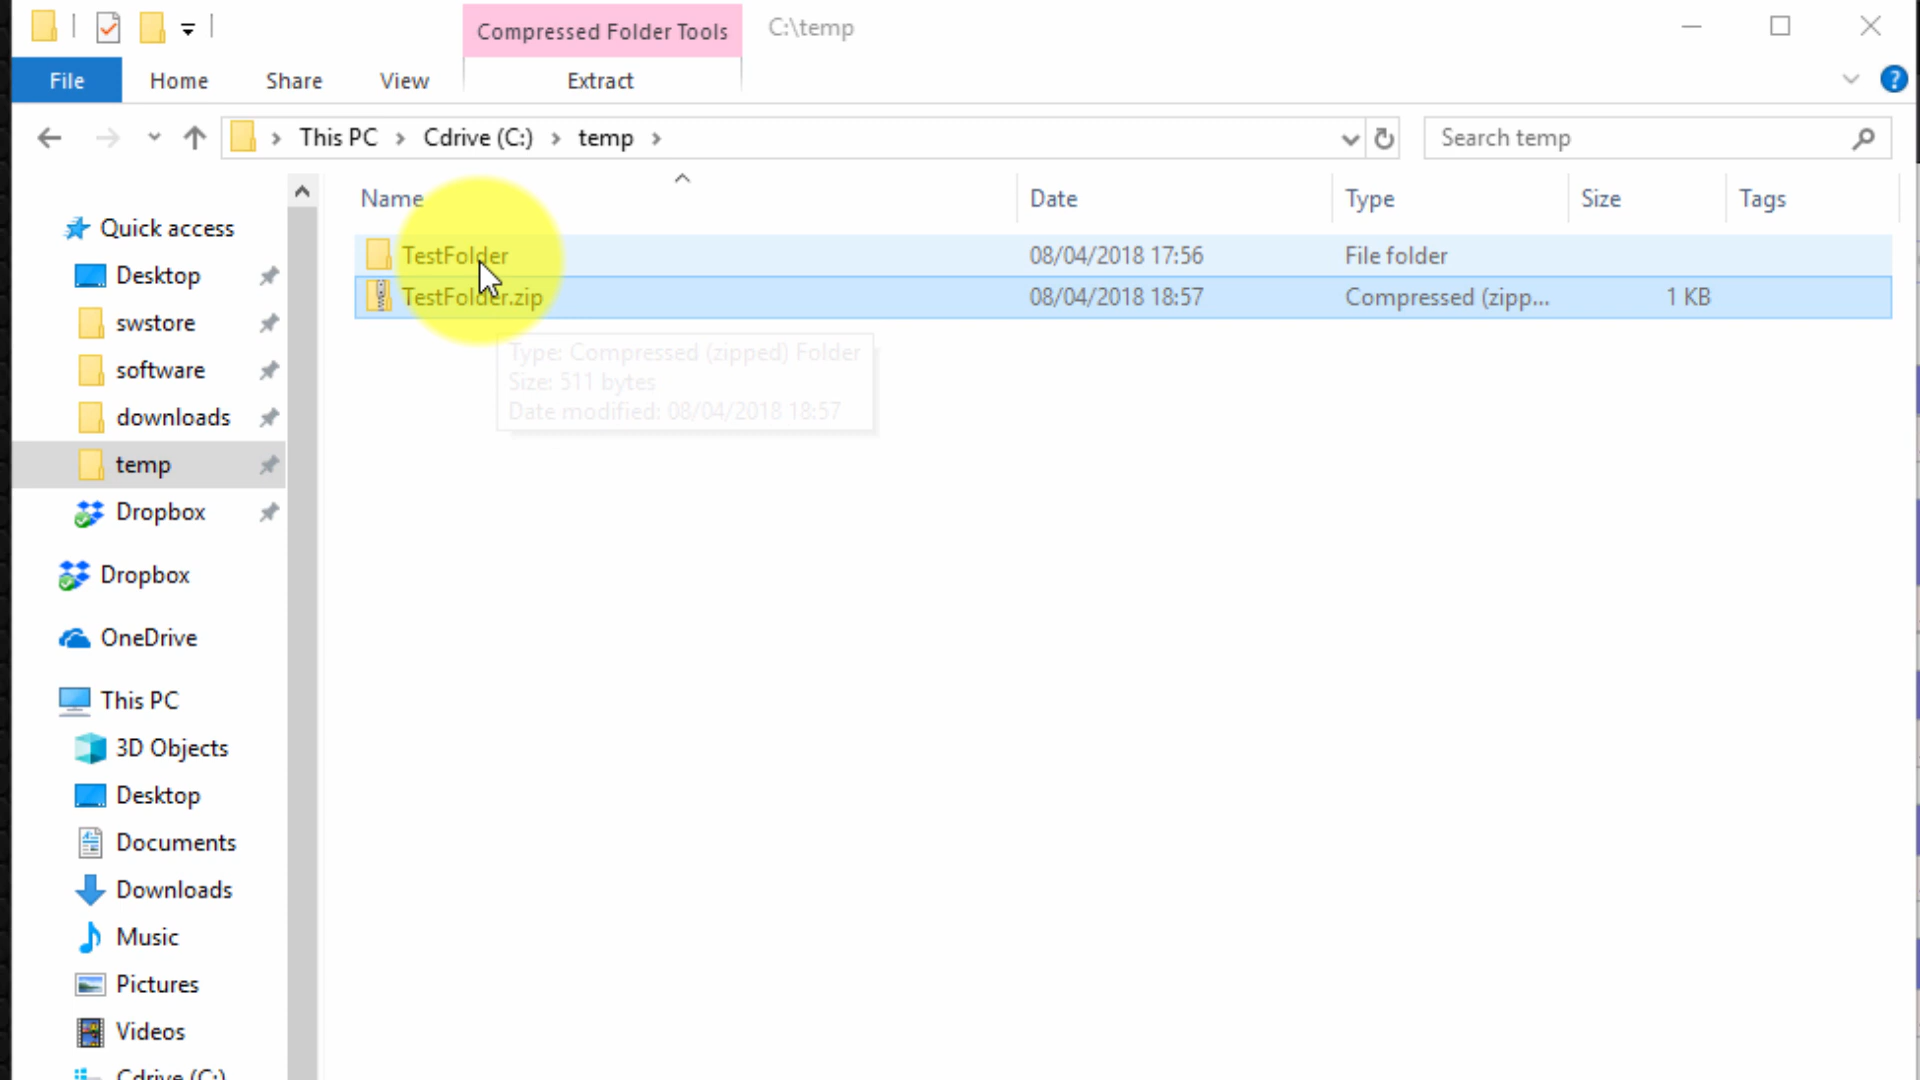 Compressed Folder Tools
C:\temp
File
Home
Share
View
Extract
?
This PC
Cdrive (C:)
temp
Search temp
Name
Date
Type
Size
Tags
TestFolder
08/04/2018 17:56
File folder
TestFolder.zip
08/04/2018 18:57
Compressed (zipp...
1 KB
Type: Compressed (zipped) Folder
Size: 511 bytes
Date modified: 08/04/2018 18:57
Quick access
Desktop
swstore
software
downloads
temp
Dropbox
Dropbox
OneDrive
This PC
3D Objects
Desktop
Documents
Downloads
Music
Pictures
Videos
Cdrive (C:)